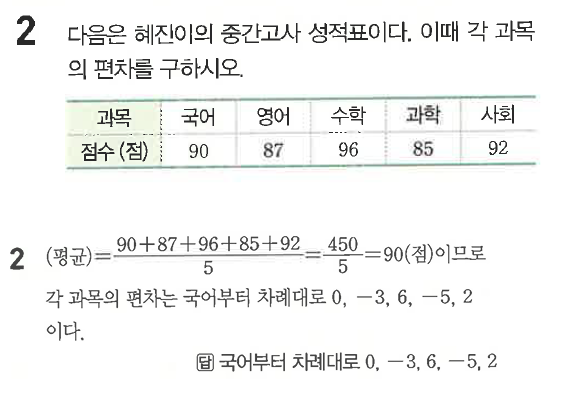 2 다음은 혜진이의 중간고사 성적표이다. 이때 각 과목
의 편차를 구하시오.
과목 국어 영어 수학 과학 사회
점수 (점) 90 87 96 85 92
2 (평균)=(90+87+96+85+92)/5=450/5=90(점)이므로
각 과목의 편차는 국어부터 차례대로 0, -3, 6, -5, 2
이다.
답 국어부터 차례대로 0, -3, 6, -5, 2